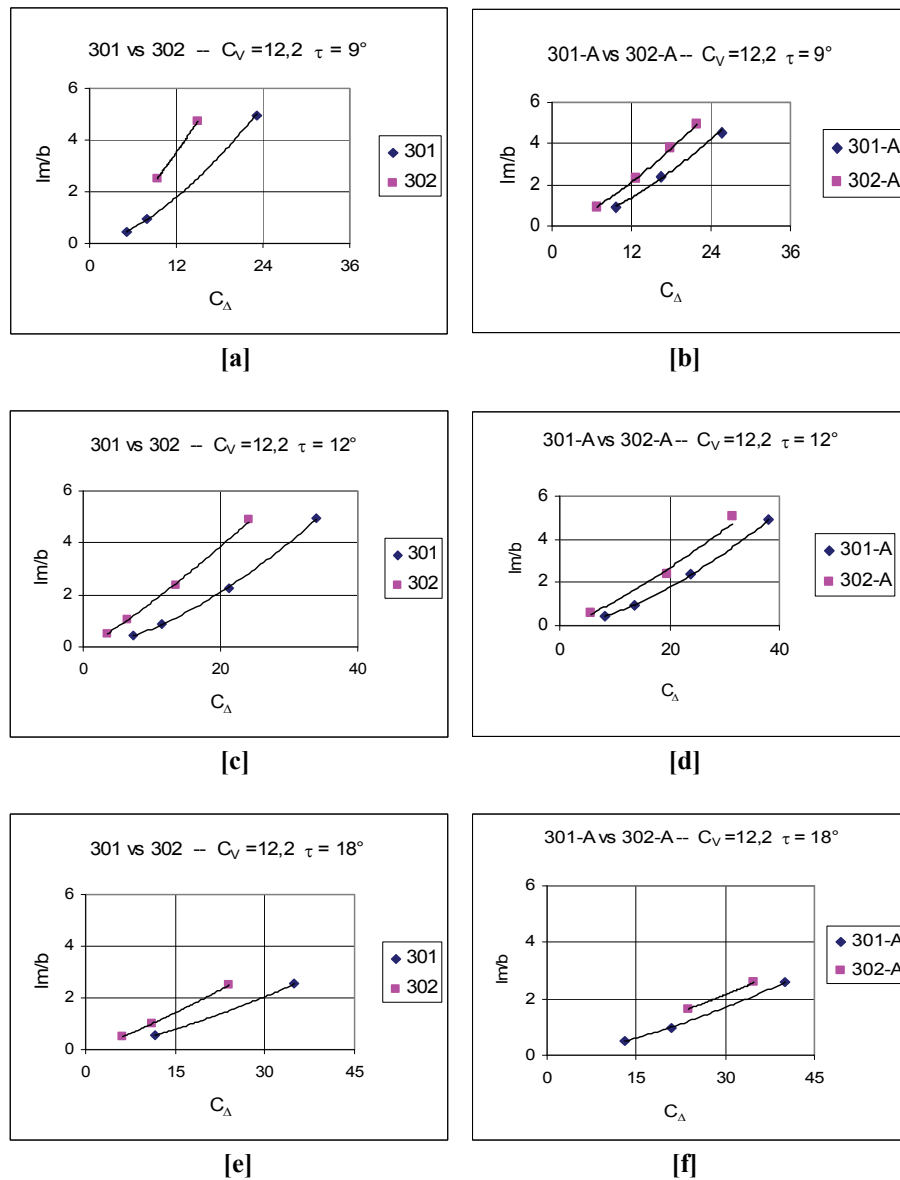 301 vs 302 -- C_V =12,2 τ = 9°
6
4
2
0
0 12 24 36
lm/b
C_Δ
301
302
[a]
301-A vs 302-A -- C_V =12,2 τ = 9°
6
5
4
3
2
1
0
0 12 24 36
lm/b
C_Δ
301-A
302-A
[b]
301 vs 302 -- C_V =12,2 τ = 12°
6
4
2
0
0 20 40
lm/b
C_Δ
301
302
[c]
301-A vs 302-A -- C_V =12,2 τ = 12°
6
4
2
0
0 20 40
lm/b
C_Δ
301-A
302-A
[d]
301 vs 302 -- C_V =12,2 τ = 18°
6
4
2
0
0 15 30 45
lm/b
C_Δ
301
302
[e]
301-A vs 302-A -- C_V =12,2 τ = 18°
6
4
2
0
0 15 30 45
lm/b
C_Δ
301-A
302-A
[f]